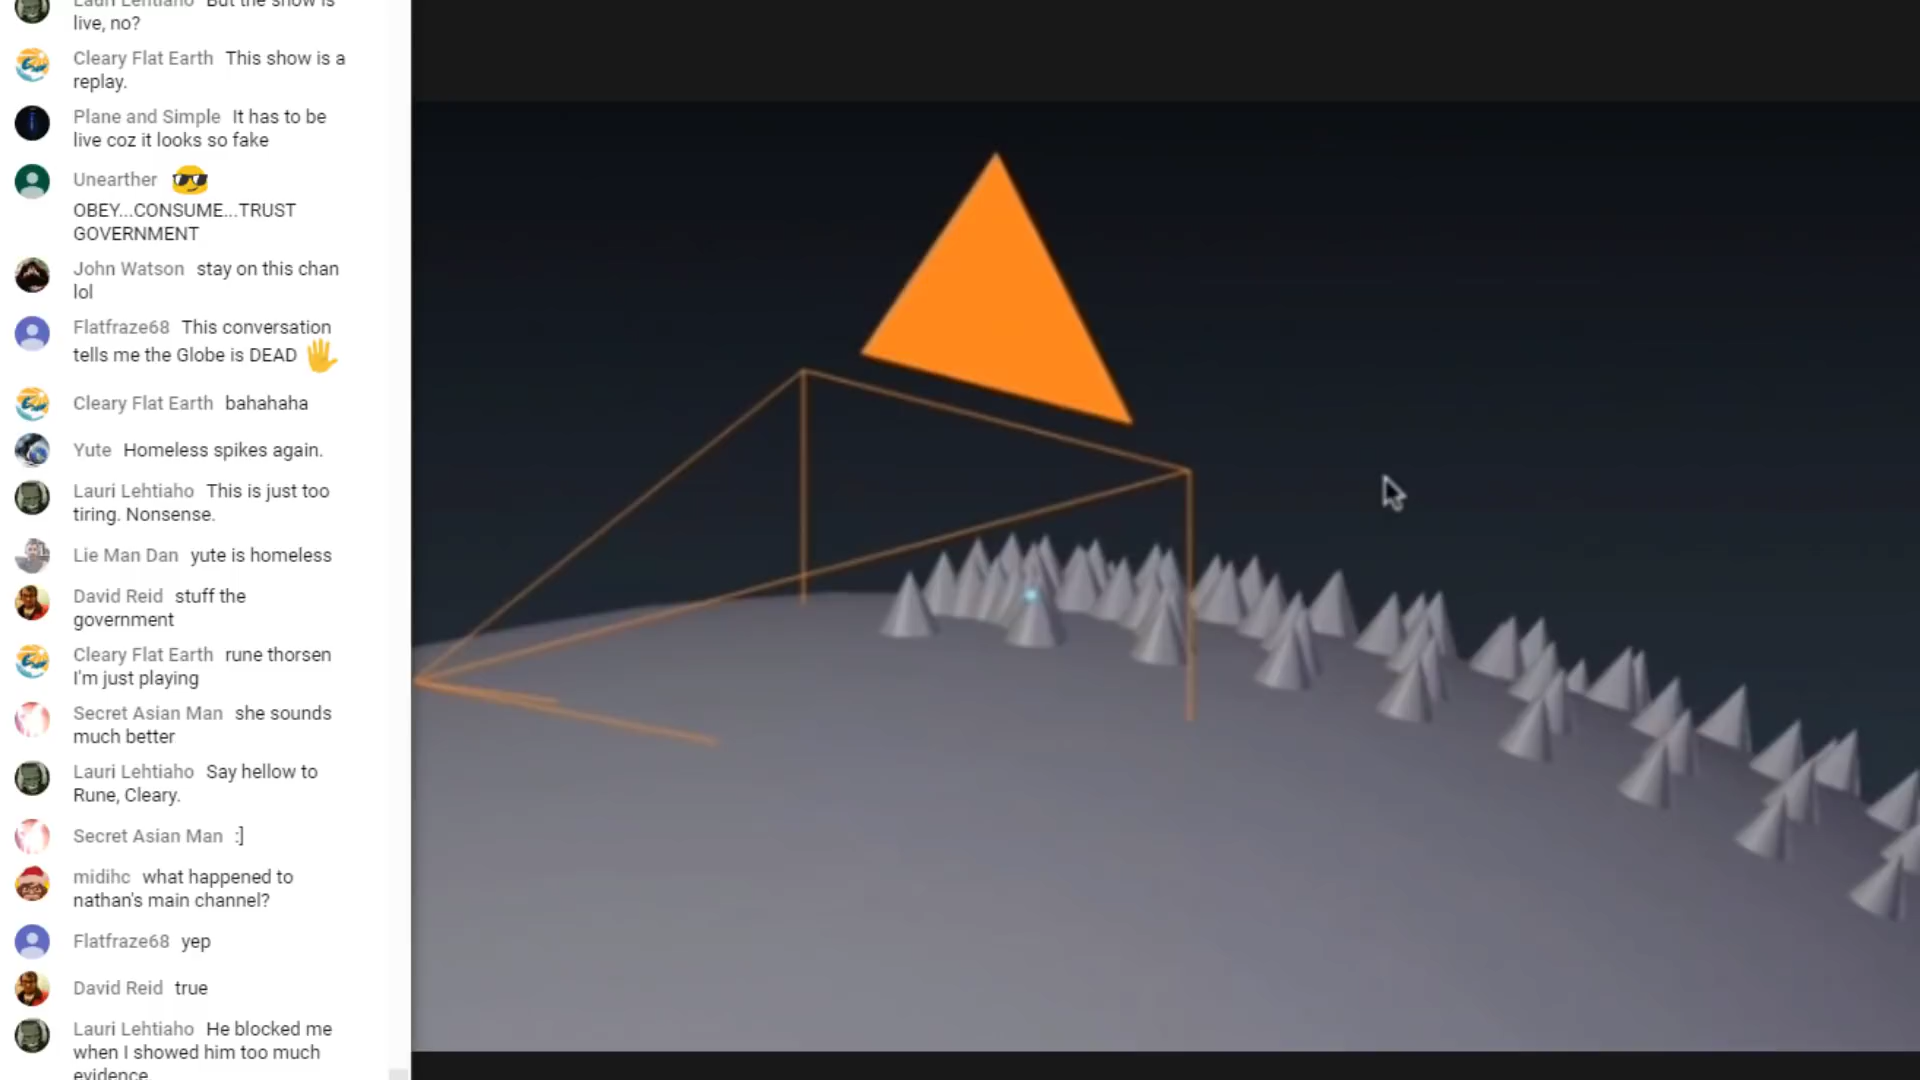 Lauri Lehtiaho But the show is
live, no?
Cleary Flat Earth This show is a
replay.
Plane and Simple It has to be
live coz it looks so fake
Unearther
OBEY...CONSUME...TRUST
GOVERNMENT
John Watson stay on this chan
lol
Flatfraze68 This conversation
tells me the Globe is DEAD
Cleary Flat Earth bahahaha
Yute Homeless spikes again.
Lauri Lehtiaho This is just too
tiring. Nonsense.
Lie Man Dan yute is homeless
David Reid stuff the
government
Cleary Flat Earth rune thorsen
I'm just playing
Secret Asian Man she sounds
much better
Lauri Lehtiaho Say hellow to
Rune, Cleary.
Secret Asian Man :]
midihc what happened to
nathan's main channel?
Flatfraze68 yep
David Reid true
Lauri Lehtiaho He blocked me
when I showed him too much
evidence.